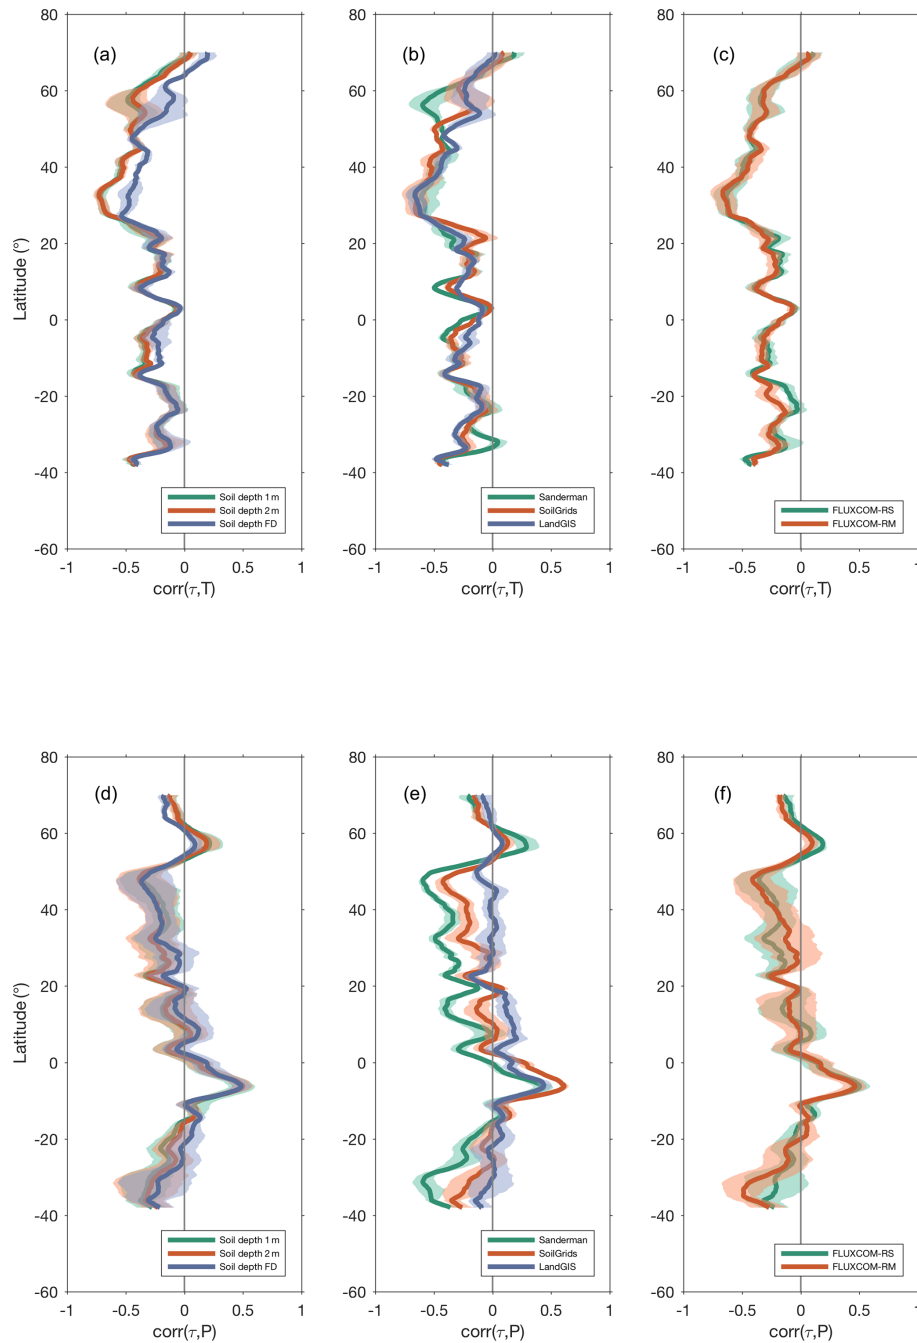 80
60
40
20
0
-20
-40
-60
Latitude (°)
(a)
Soil depth 1 m
Soil depth 2 m
Soil depth FD
-1 -0.5 0 0.5 1
corr(τ,T)
80
60
40
20
0
-20
-40
-60
(b)
Sanderman
SoilGrids
LandGIS
-1 -0.5 0 0.5 1
corr(τ,T)
80
60
40
20
0
-20
-40
-60
(c)
FLUXCOM-RS
FLUXCOM-RM
-1 -0.5 0 0.5 1
corr(τ,T)
80
60
40
20
0
-20
-40
-60
Latitude (°)
(d)
Soil depth 1 m
Soil depth 2 m
Soil depth FD
-1 -0.5 0 0.5 1
corr(τ,P)
80
60
40
20
0
-20
-40
-60
(e)
Sanderman
SoilGrids
LandGIS
-1 -0.5 0 0.5 1
corr(τ,P)
80
60
40
20
0
-20
-40
-60
(f)
FLUXCOM-RS
FLUXCOM-RM
-1 -0.5 0 0.5 1
corr(τ,P)